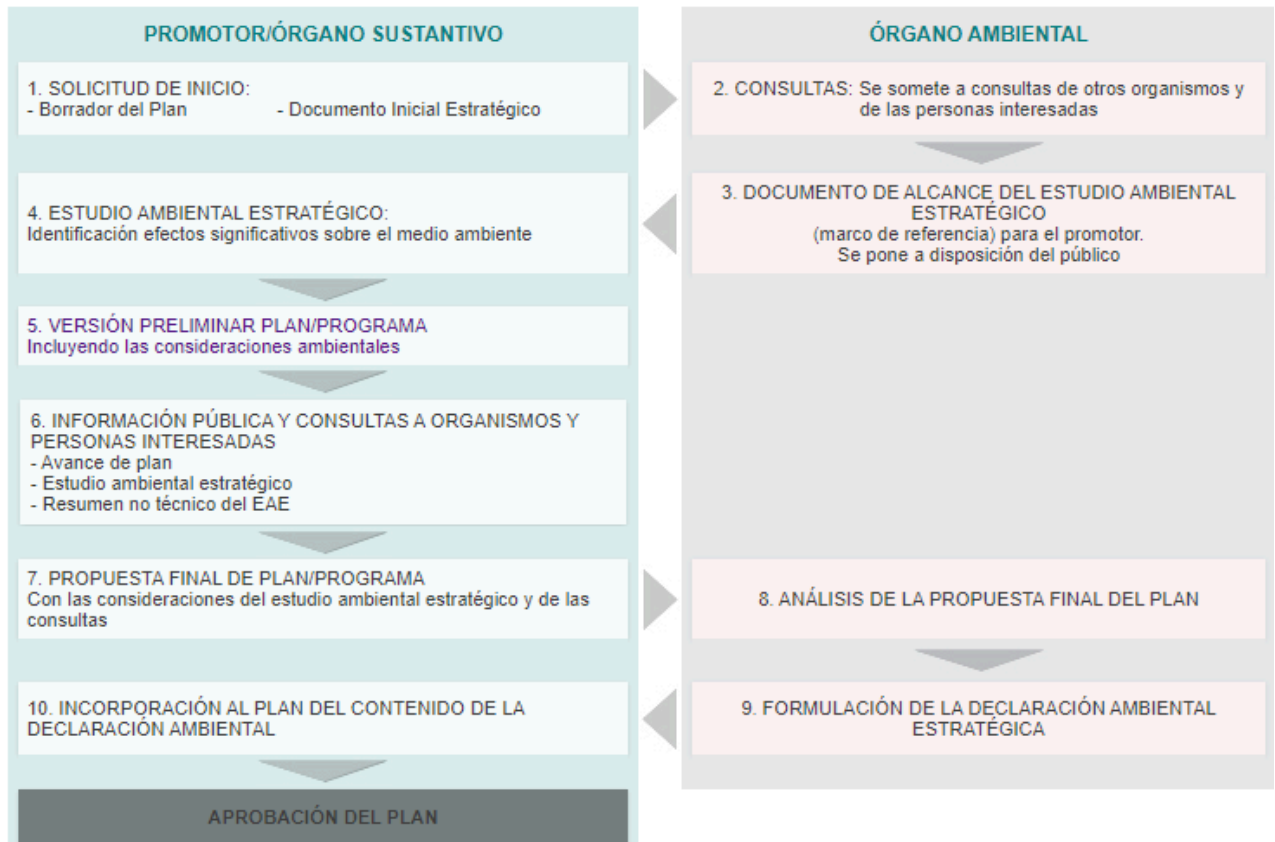 PROMOTOR/ÓRGANO SUSTANTIVO
ÓRGANO AMBIENTAL
1. SOLICITUD DE INICIO:
- Borrador del Plan - Documento Inicial Estratégico
2. CONSULTAS: Se somete a consultas de otros organismos y
de las personas interesadas
3. DOCUMENTO DE ALCANCE DEL ESTUDIO AMBIENTAL
ESTRATÉGICO
(marco de referencia) para el promotor.
Se pone a disposición del público
4. ESTUDIO AMBIENTAL ESTRATÉGICO:
Identificación efectos significativos sobre el medio ambiente
5. VERSIÓN PRELIMINAR PLAN/PROGRAMA
Incluyendo las consideraciones ambientales
6. INFORMACIÓN PÚBLICA Y CONSULTAS A ORGANISMOS Y
PERSONAS INTERESADAS
- Avance de plan
- Estudio ambiental estratégico
- Resumen no técnico del EAE
7. PROPUESTA FINAL DE PLAN/PROGRAMA
Con las consideraciones del estudio ambiental estratégico y de las
consultas
8. ANÁLISIS DE LA PROPUESTA FINAL DEL PLAN
9. FORMULACIÓN DE LA DECLARACIÓN AMBIENTAL
ESTRATÉGICA
10. INCORPORACIÓN AL PLAN DEL CONTENIDO DE LA
DECLARACIÓN AMBIENTAL
APROBACIÓN DEL PLAN